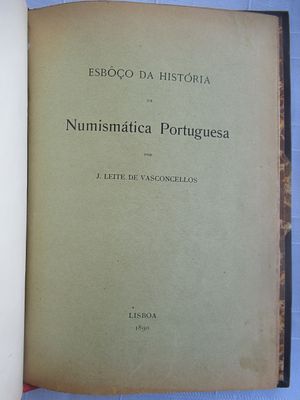 ESBÔÇO DA HISTÓRIA
DA
Numismática Portuguesa
POR
J. LEITE DE VASCONCELLOS
LISBOA
1890